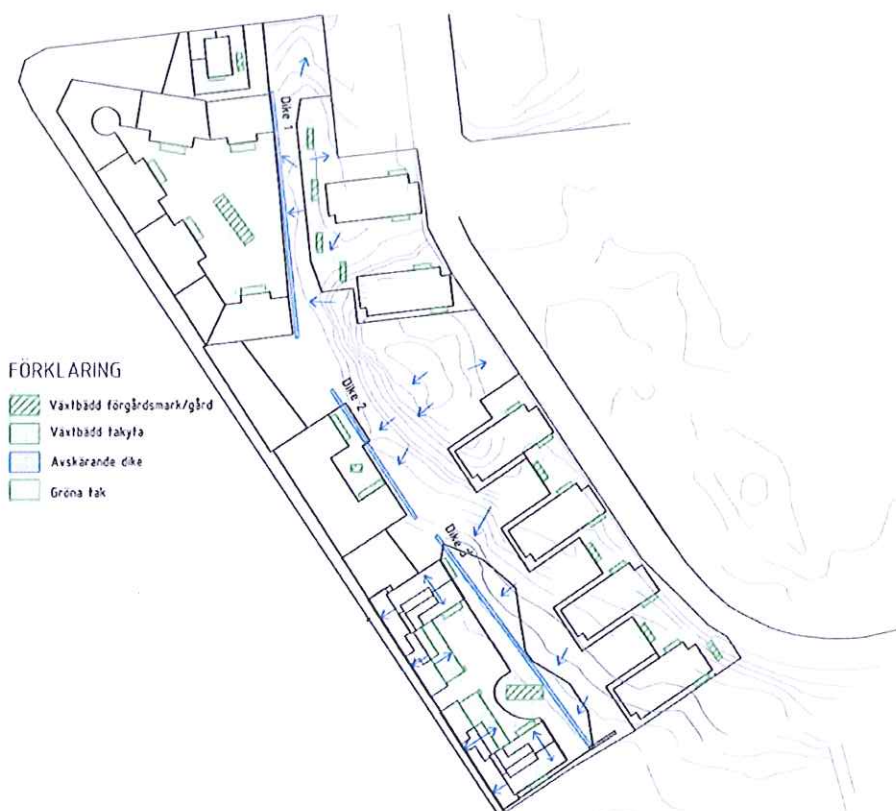 Dike 1
Dike 2
Dike 3
FÖRKLARING
Växtbädd förgårdsmark/gård
Växtbädd takyta
Avskärande dike
Gröna tak